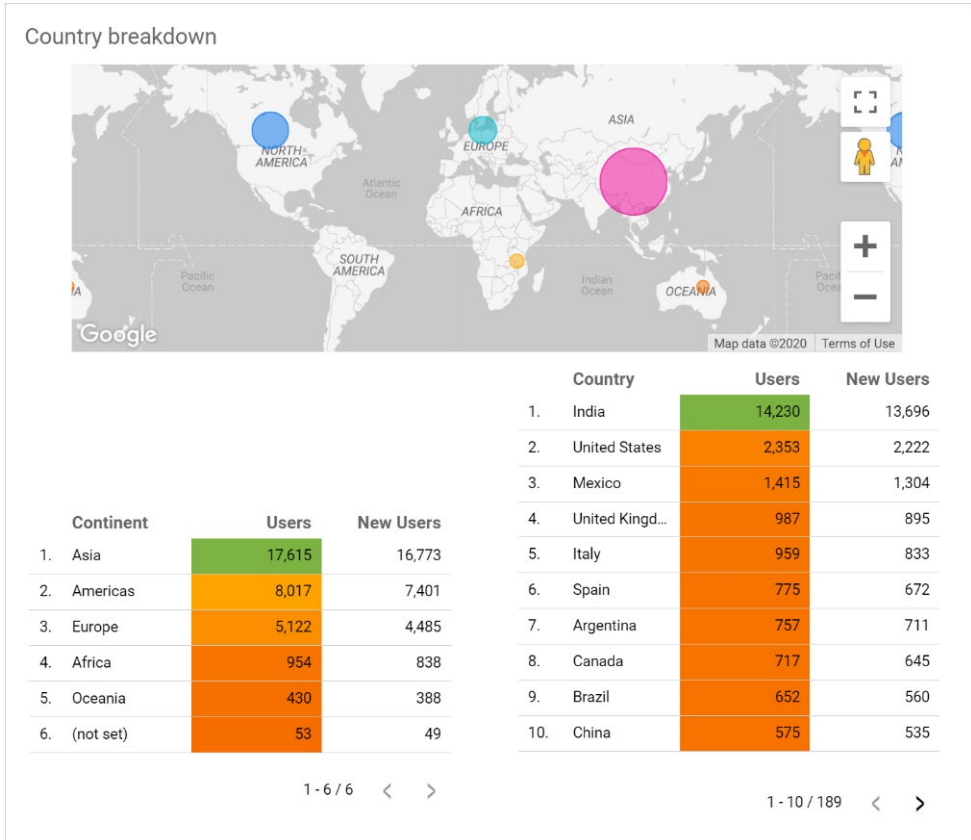 Country breakdown
ASIA
EUROPE
NORTH
AMERICA
Atlantic
Ocean
AFRICA
SOUTH
AMERICA
Pacific
Ocean
Indian
Ocean
OCEANIA
Google
Map data ©2020 Terms of Use
Country Users New Users
1. India 14,230 13,696
2. United States 2,353 2,222
3. Mexico 1,415 1,304
4. United Kingd... 987 895
5. Italy 959 833
6. Spain 775 672
7. Argentina 757 711
8. Canada 717 645
9. Brazil 652 560
10. China 575 535
1 - 10 / 189
Continent Users New Users
1. Asia 17,615 16,773
2. Americas 8,017 7,401
3. Europe 5,122 4,485
4. Africa 954 838
5. Oceania 430 388
6. (not set) 53 49
1 - 6 / 6